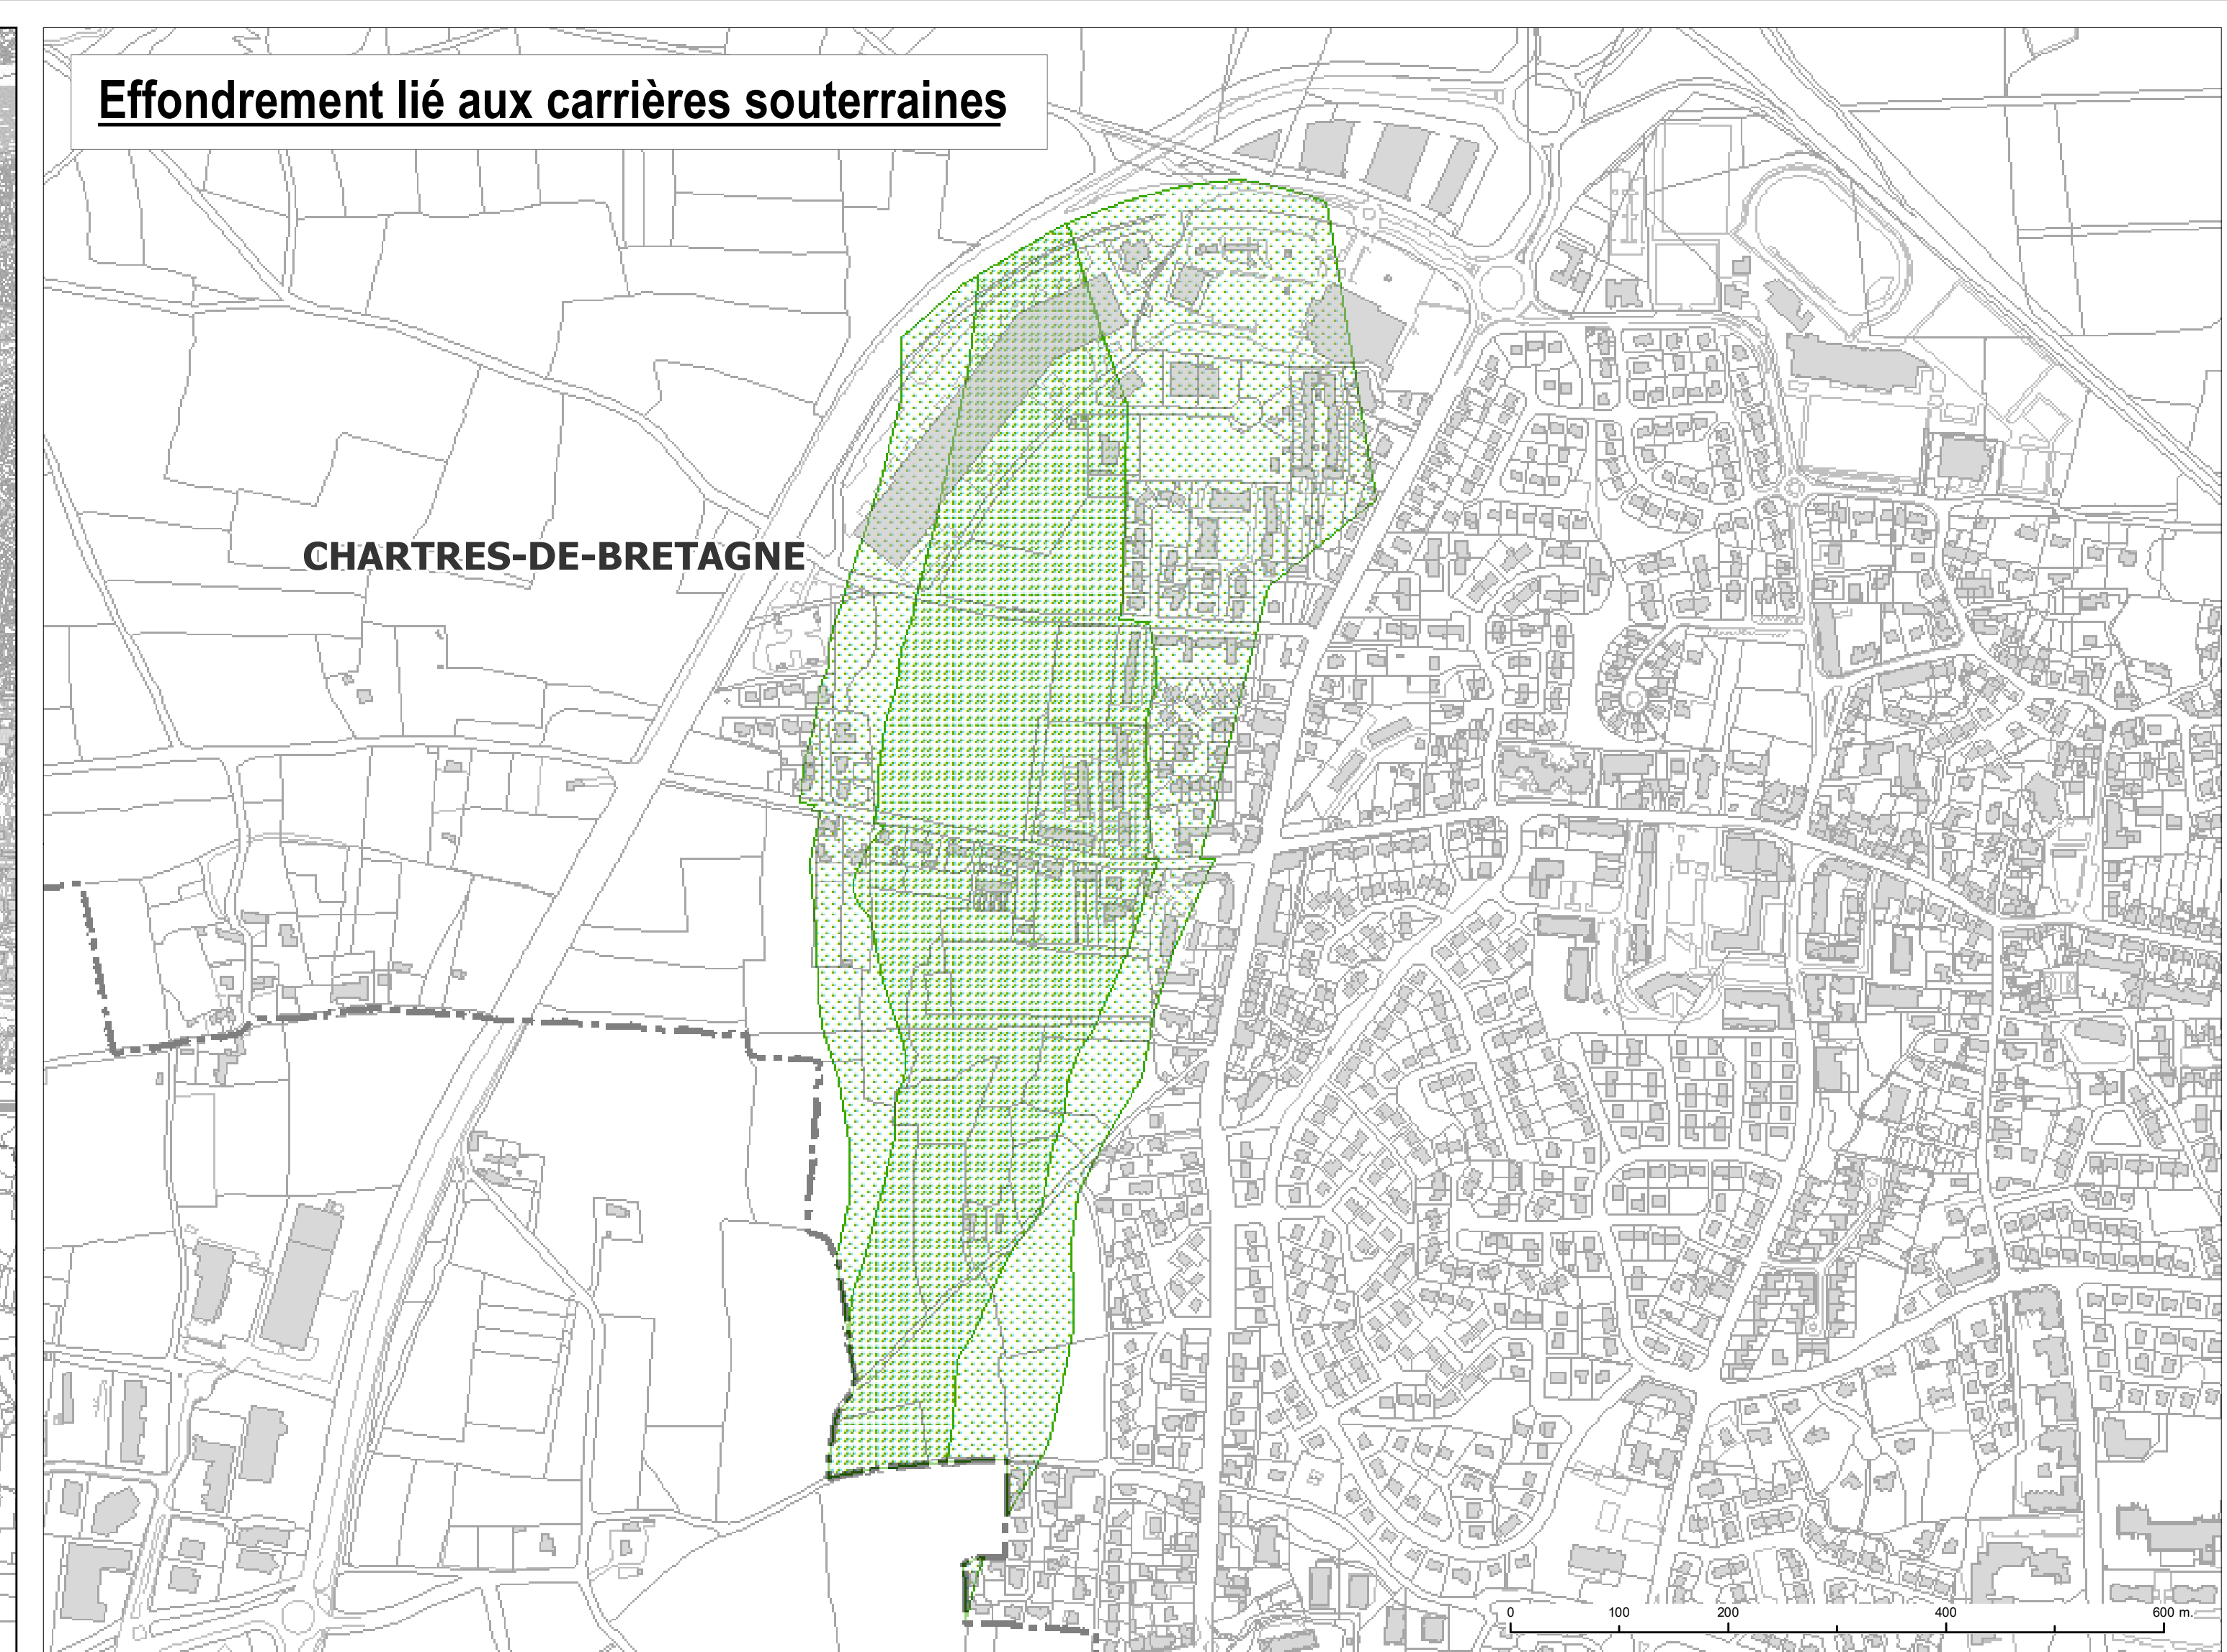 Effondrement lié aux carrières souterraines
CHARTRES-DE-BRETAGNE
0 100 200 400 600 m.